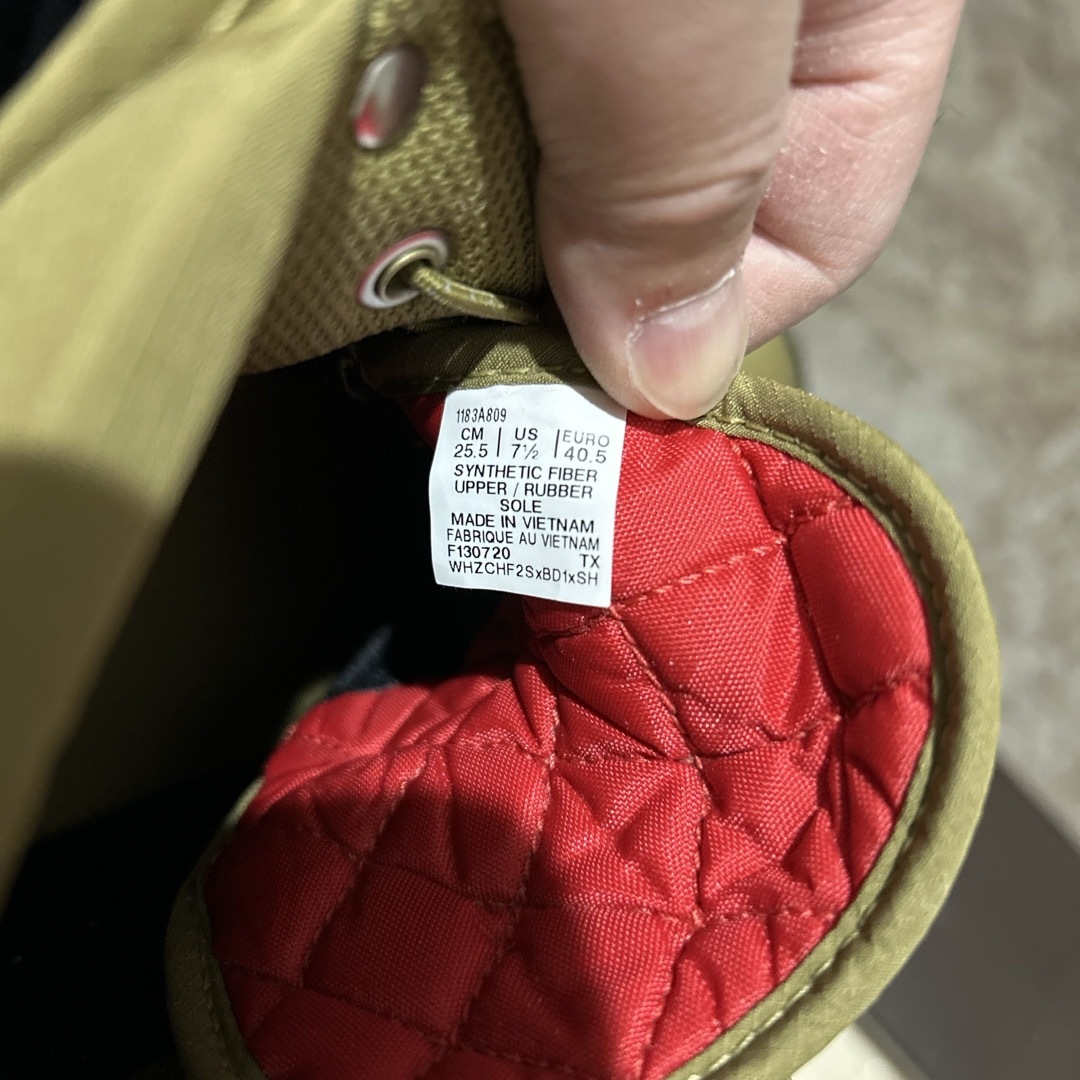 1183A809
CM | US | EURO
25.5 | 7½ | 40.5
SYNTHETIC FIBER
UPPER / RUBBER
SOLE
MADE IN VIETNAM
FABRIQUE AU VIETNAM
F130720 TX
WHZCHF2SxBD1xSH